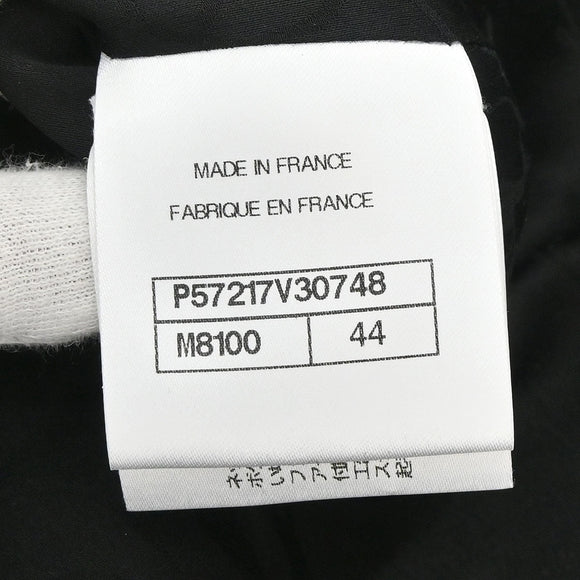 MADE IN FRANCE
FABRIQUE EN FRANCE
P57217V30748
M8100 44